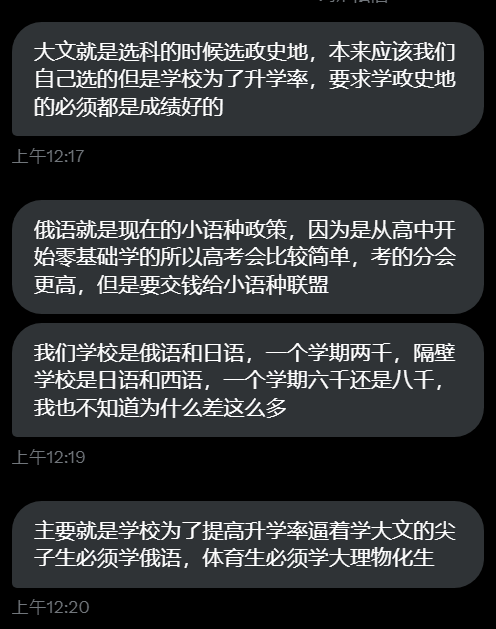 大文就是选科的时候选政史地，本来应该我们
自己选的但是学校为了升学率，要求学政史地
的必须都是成绩好的
上午12:17
俄语就是现在的小语种政策，因为是从高中开
始零基础学的所以高考会比较简单，考的分会
更高，但是要交钱给小语种联盟
我们学校是俄语和日语，一个学期两千，隔壁
学校是日语和西语，一个学期六千还是八千，
我也不知道为什么差这么多
上午12:19
主要就是学校为了提高升学率逼着学大文的尖
子生必须学俄语，体育生必须学大理物化生
上午12:20